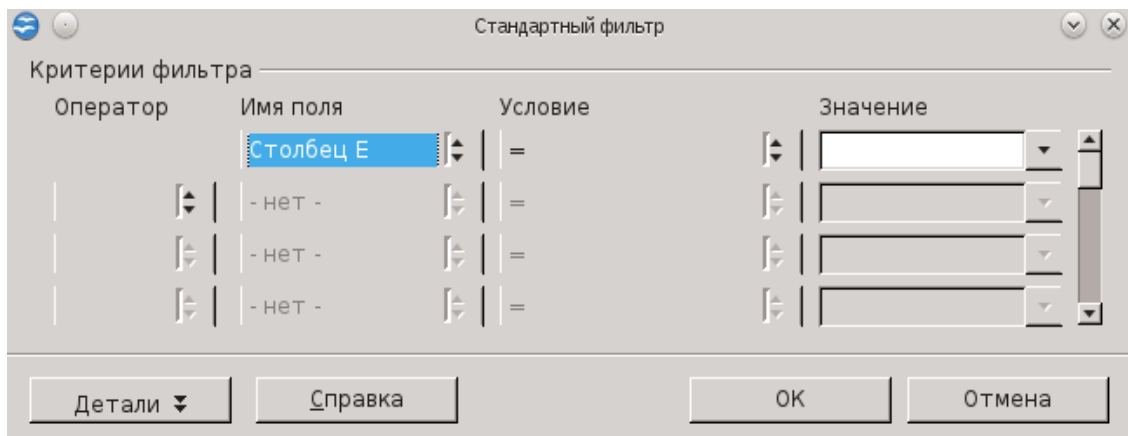 Стандартный фильтр
Критерии фильтра
Оператор Имя поля Условие Значение
Столбец E =
- нет - =
- нет - =
- нет - =
Детали Справка OK Отмена